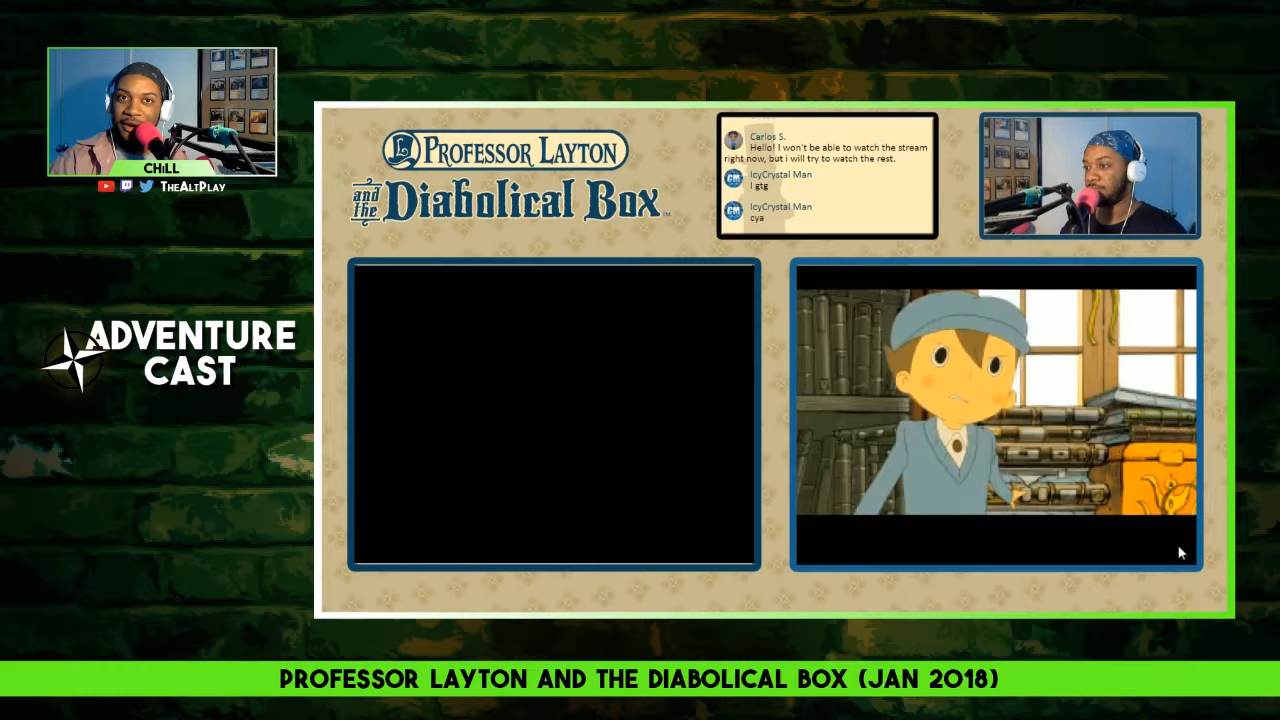 CHiLL
THEALTPLAY
ADVENTURE
CAST
PROFESSOR LAYTON
and the Diabolical Box™
Carlos S.
Hello! I won't be able to watch the stream
right now, but i will try to watch the rest.
IcyCrystal Man
I gtg
IcyCrystal Man
cya
PROFESSOR LAYTON AND THE DIABOLICAL BOX (JAN 2018)